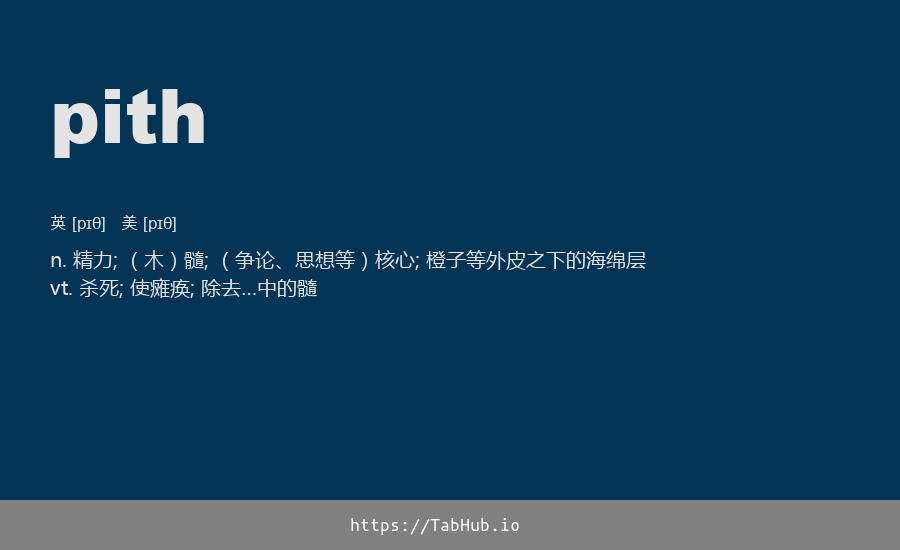 pith
英 [pɪθ] 美 [pɪθ]
n. 精力; （木）髓; （争论、思想等）核心; 橙子等外皮之下的海绵层
vt. 杀死; 使瘫痪; 除去...中的髓
https://TabHub.io